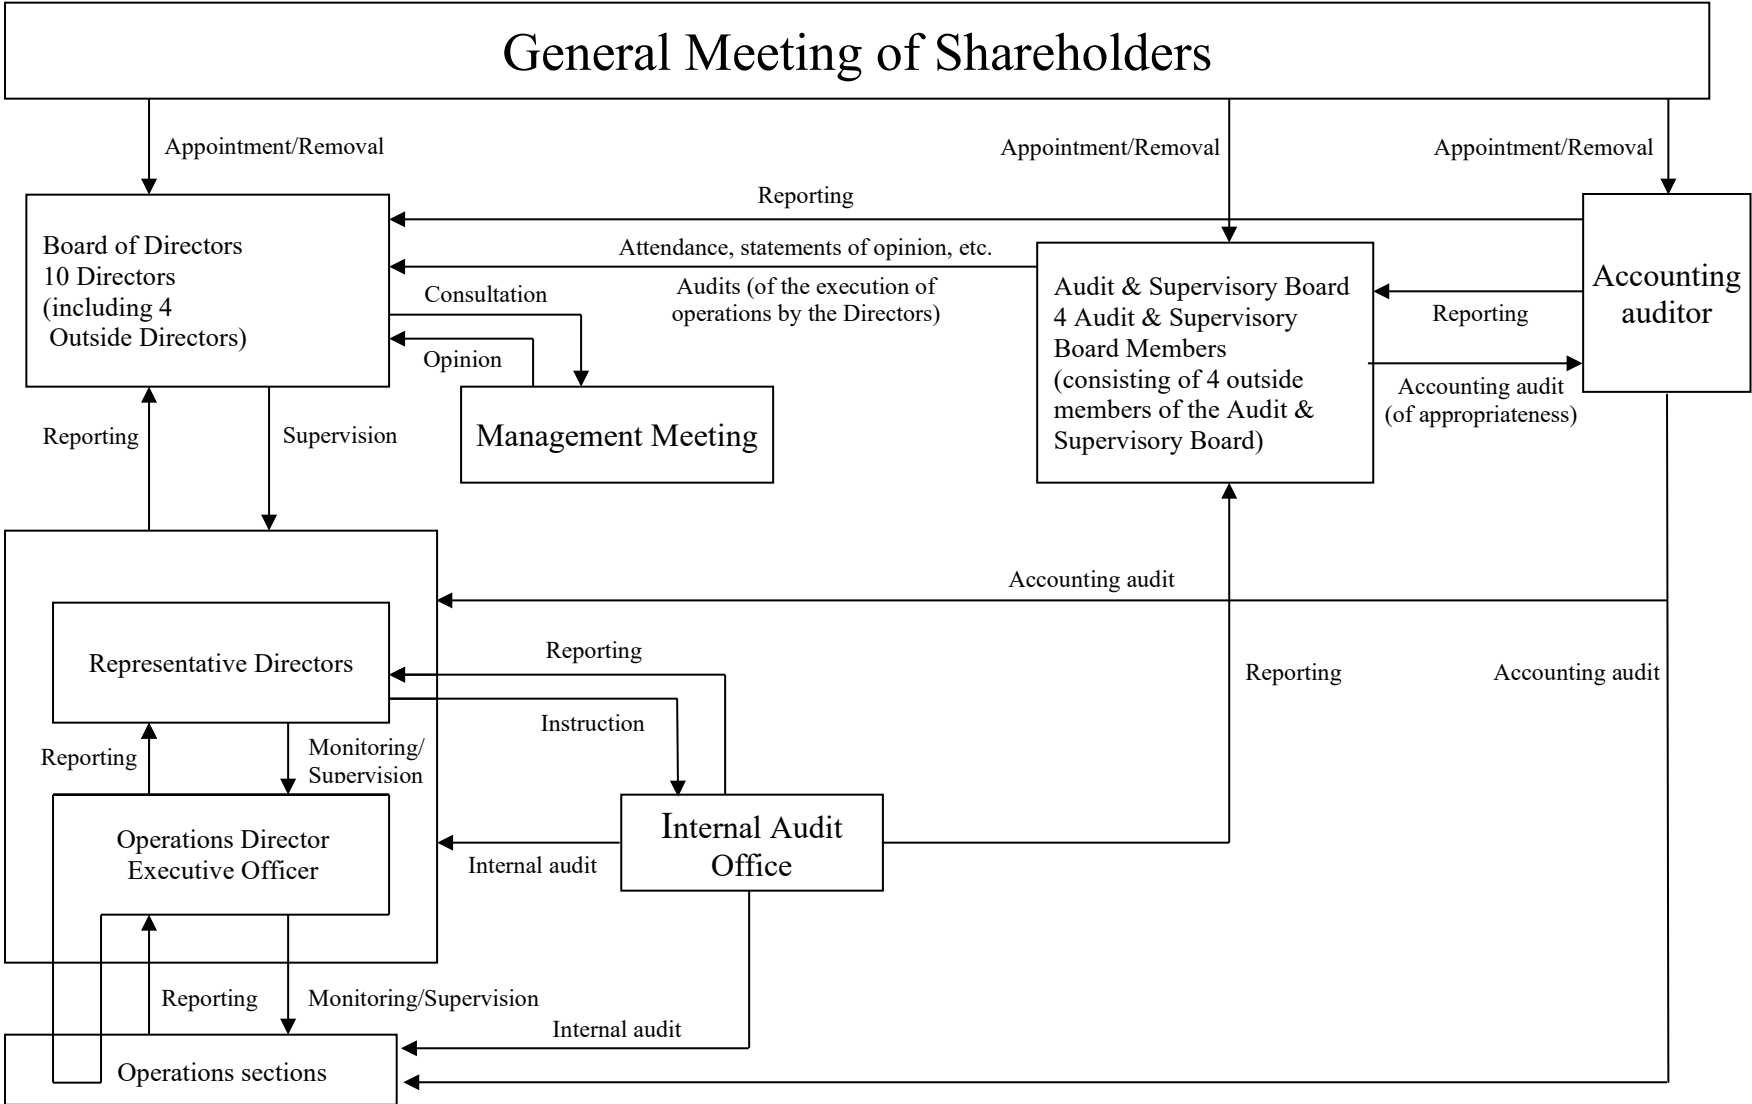 General Meeting of Shareholders
Appointment/Removal
Appointment/Removal
Appointment/Removal
Reporting
Board of Directors
10 Directors
(including 4
Outside Directors)
Attendance, statements of opinion, etc.
Audits (of the execution of
operations by the Directors)
Consultation
Opinion
Audit & Supervisory Board
4 Audit & Supervisory
Board Members
(consisting of 4 outside
members of the Audit &
Supervisory Board)
Accounting
auditor
Reporting
Accounting audit
(of appropriateness)
Management Meeting
Reporting
Supervision
Accounting audit
Representative Directors
Reporting
Instruction
Reporting
Accounting audit
Reporting
Monitoring/
Supervision
Operations Director
Executive Officer
Internal Audit
Office
Internal audit
Reporting
Monitoring/Supervision
Internal audit
Operations sections